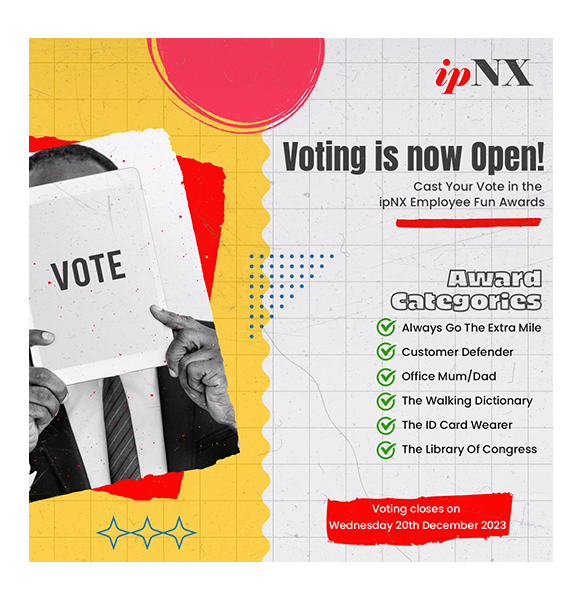 ipNX
Voting is now Open!
Cast Your Vote in the
ipNX Employee Fun Awards
VOTE
Award
Categories
Always Go The Extra Mile
Customer Defender
Office Mum/Dad
The Walking Dictionary
The ID Card Wearer
The Library Of Congress
Voting closes on
Wednesday 20th December 2023